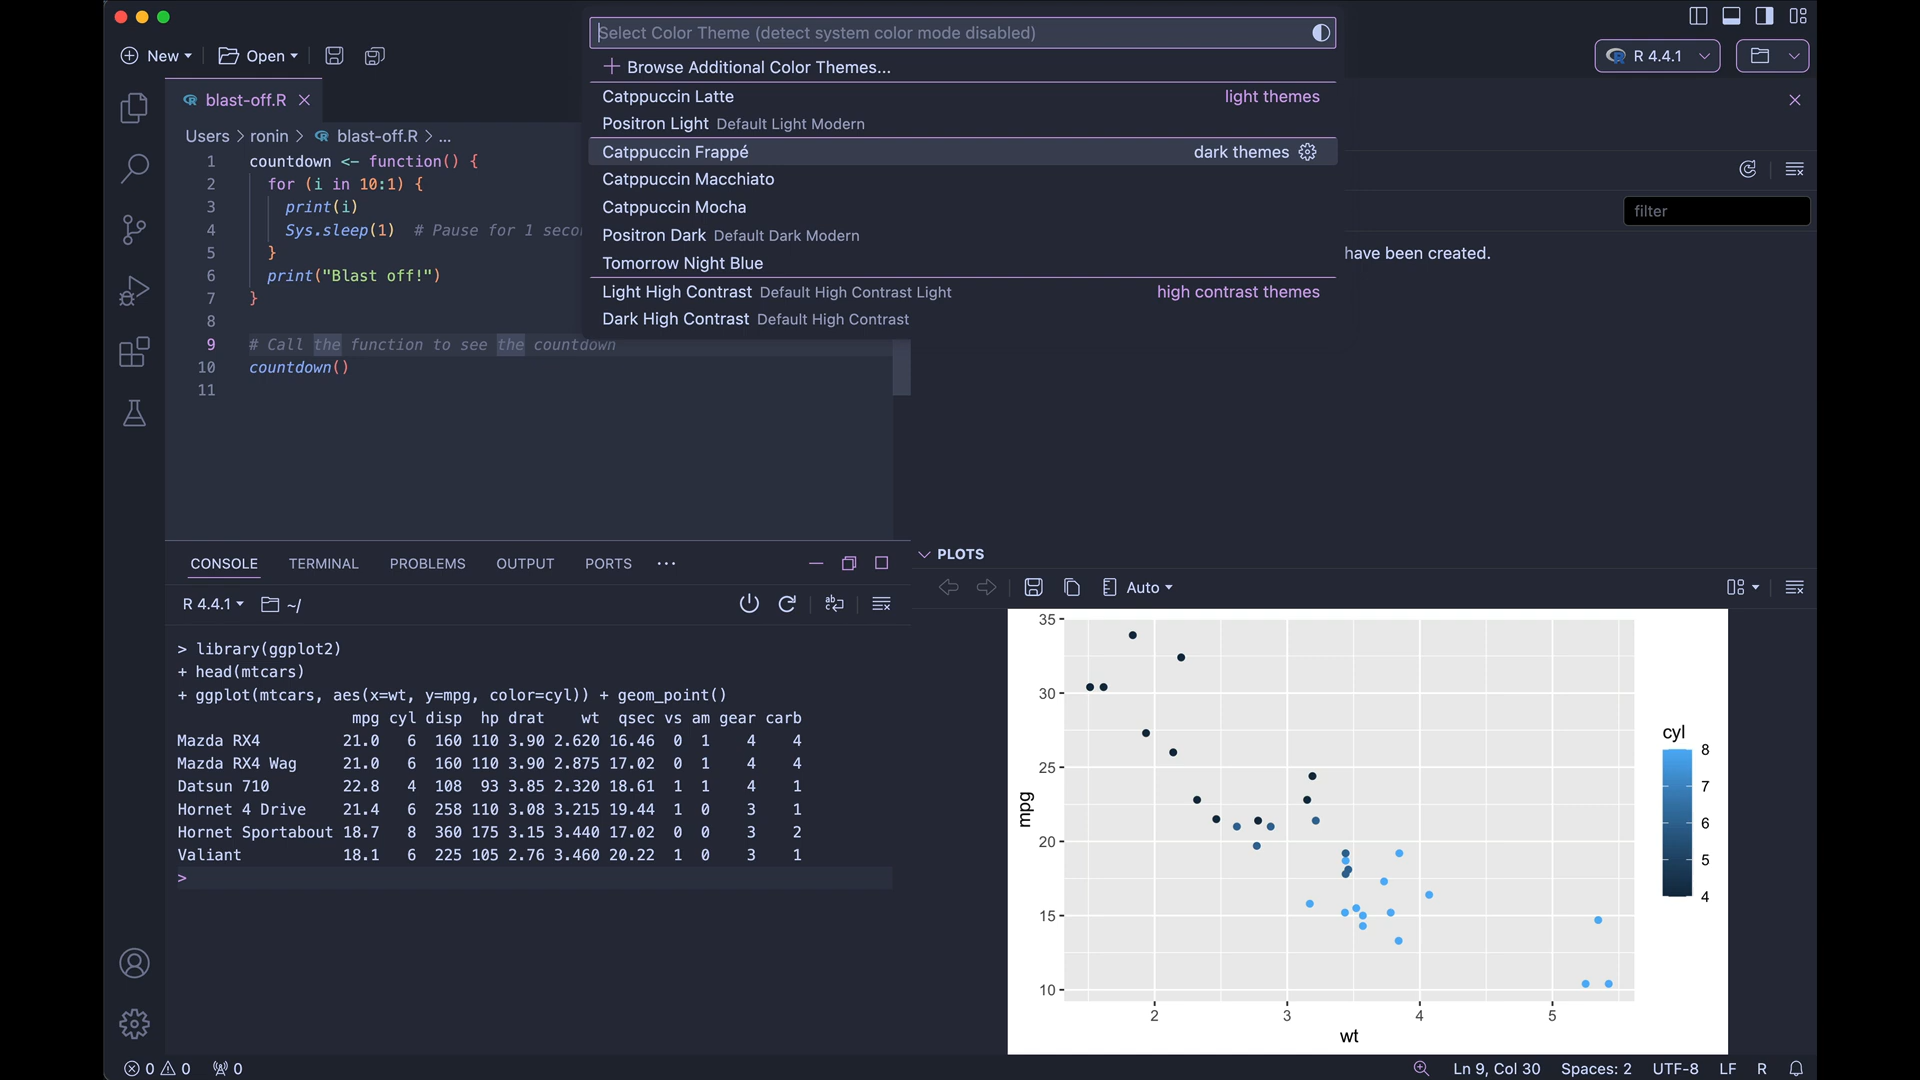 Select Color Theme (detect system color mode disabled)
New
Open
R 4.4.1
Browse Additional Color Themes...
Catppuccin Latte light themes
Positron Light Default Light Modern
Catppuccin Frappé dark themes
Catppuccin Macchiato
Catppuccin Mocha
Positron Dark Default Dark Modern
Tomorrow Night Blue
Light High Contrast Default High Contrast Light high contrast themes
Dark High Contrast Default High Contrast
blast-off.R
Users > ronin > blast-off.R > ...
1 countdown <- function() {
2 for (i in 10:1) {
3 print(i)
4 Sys.sleep(1) # Pause for 1
5 }
6 print("Blast off!")
7 }
8
9 # Call the function to see the countdown
10 countdown()
11
filter
have been created.
CONSOLE TERMINAL PROBLEMS OUTPUT PORTS ...
R 4.4.1 ~/
> library(ggplot2)
+ head(mtcars)
+ ggplot(mtcars, aes(x=wt, y=mpg, color=cyl)) + geom_point()
mpg cyl disp hp drat wt qsec vs am gear carb
Mazda RX4 21.0 6 160 110 3.90 2.620 16.46 0 1 4 4
Mazda RX4 Wag 21.0 6 160 110 3.90 2.875 17.02 0 1 4 4
Datsun 710 22.8 4 108 93 3.85 2.320 18.61 1 1 4 1
Hornet 4 Drive 21.4 6 258 110 3.08 3.215 19.44 1 0 3 1
Hornet Sportabout 18.7 8 360 175 3.15 3.440 17.02 0 0 3 2
Valiant 18.1 6 225 105 2.76 3.460 20.22 1 0 3 1
>
PLOTS
Auto
35
30
25
20
15
10
mpg
2 3 4 5
wt
cyl
8
7
6
5
4
0 0 0
Ln 9, Col 30 Spaces: 2 UTF-8 LF R